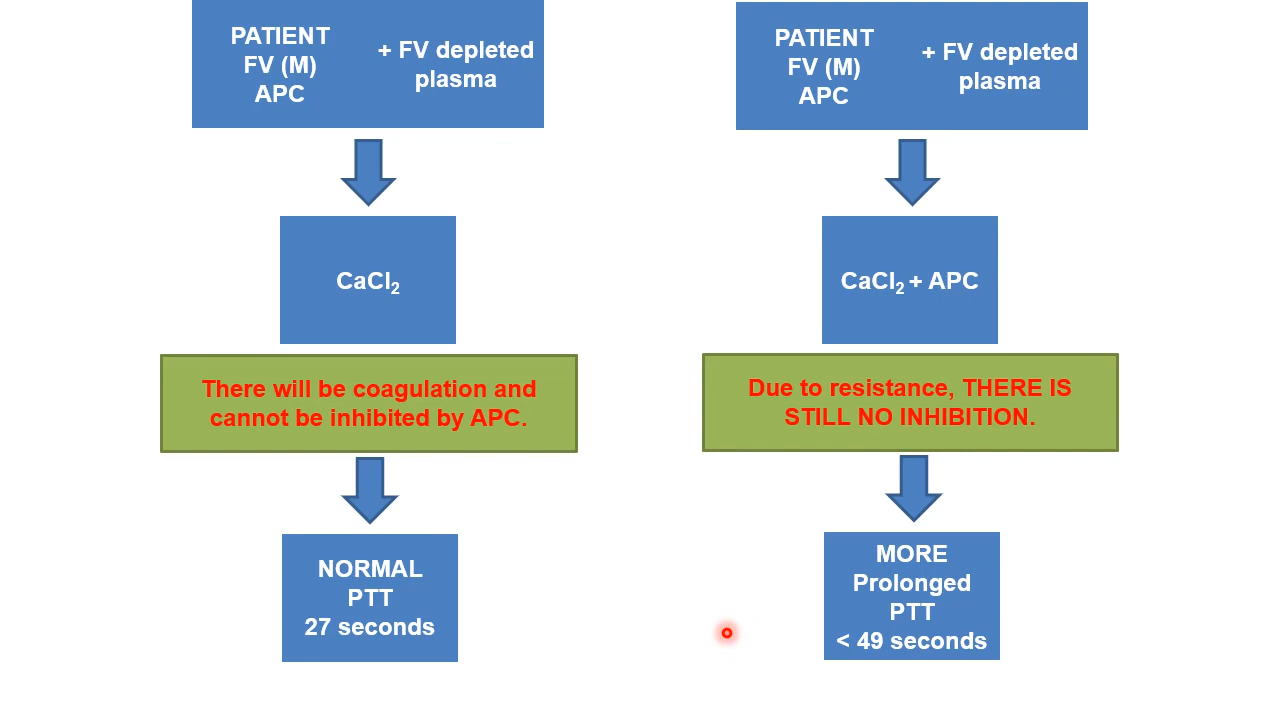 PATIENT
FV (M)
APC
+ FV depleted
plasma
CaCl₂
There will be coagulation and
cannot be inhibited by APC.
NORMAL
PTT
27 seconds
PATIENT
FV (M)
APC
+ FV depleted
plasma
CaCl₂ + APC
Due to resistance, THERE IS
STILL NO INHIBITION.
MORE
Prolonged
PTT
< 49 seconds